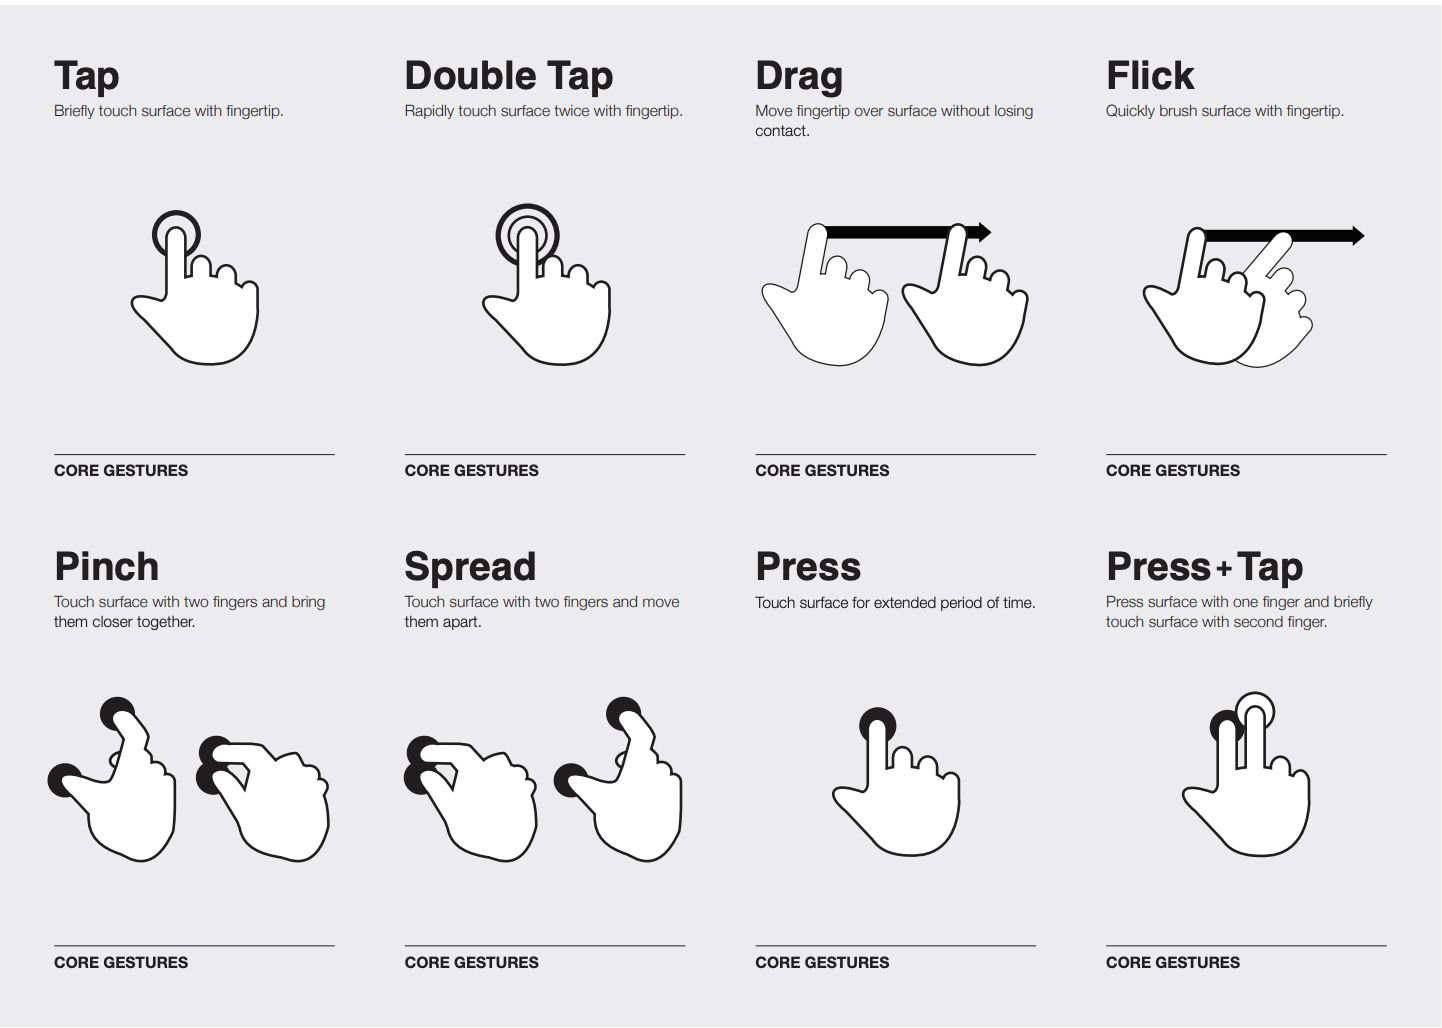 Tap
Briefly touch surface with fingertip.
Double Tap
Rapidly touch surface twice with fingertip.
Drag
Move fingertip over surface without losing
contact.
Flick
Quickly brush surface with fingertip.
CORE GESTURES
CORE GESTURES
CORE GESTURES
CORE GESTURES
Pinch
Touch surface with two fingers and bring
them closer together.
Spread
Touch surface with two fingers and move
them apart.
Press
Touch surface for extended period of time.
Press + Tap
Press surface with one finger and briefly
touch surface with second finger.
CORE GESTURES
CORE GESTURES
CORE GESTURES
CORE GESTURES